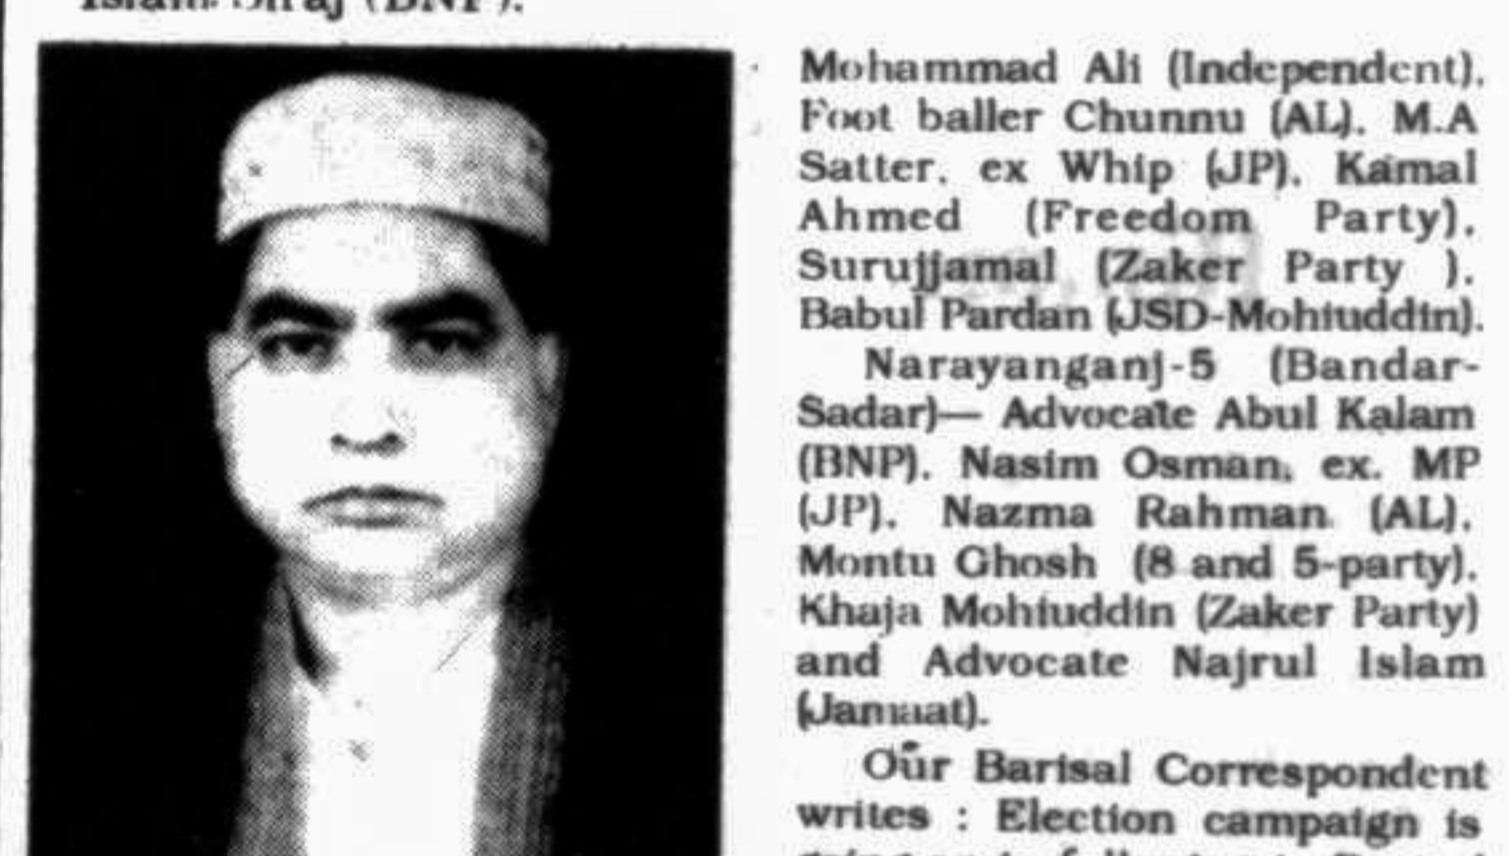 Islam Siraj (BNP).
Mohammad Ali (Independent).
Foot baller Chunnu (AL). M.A
Satter. ex Whip (JP). Kamal
Ahmed (Freedom Party).
Surujjamal (Zaker Party ).
Babul Pardan (JSD-Mohiuddin).
Narayanganj-5 (Bandar-
Sadar)— Advocate Abul Kalam
(BNP). Nasim Osman. ex. MP
(JP). Nazma Rahman (AL).
Montu Ghosh (8 and 5-party).
Khaja Mohiuddin (Zaker Party)
and Advocate Najrul Islam
(Jamaat).
Our Barisal Correspondent
writes : Election campaign is